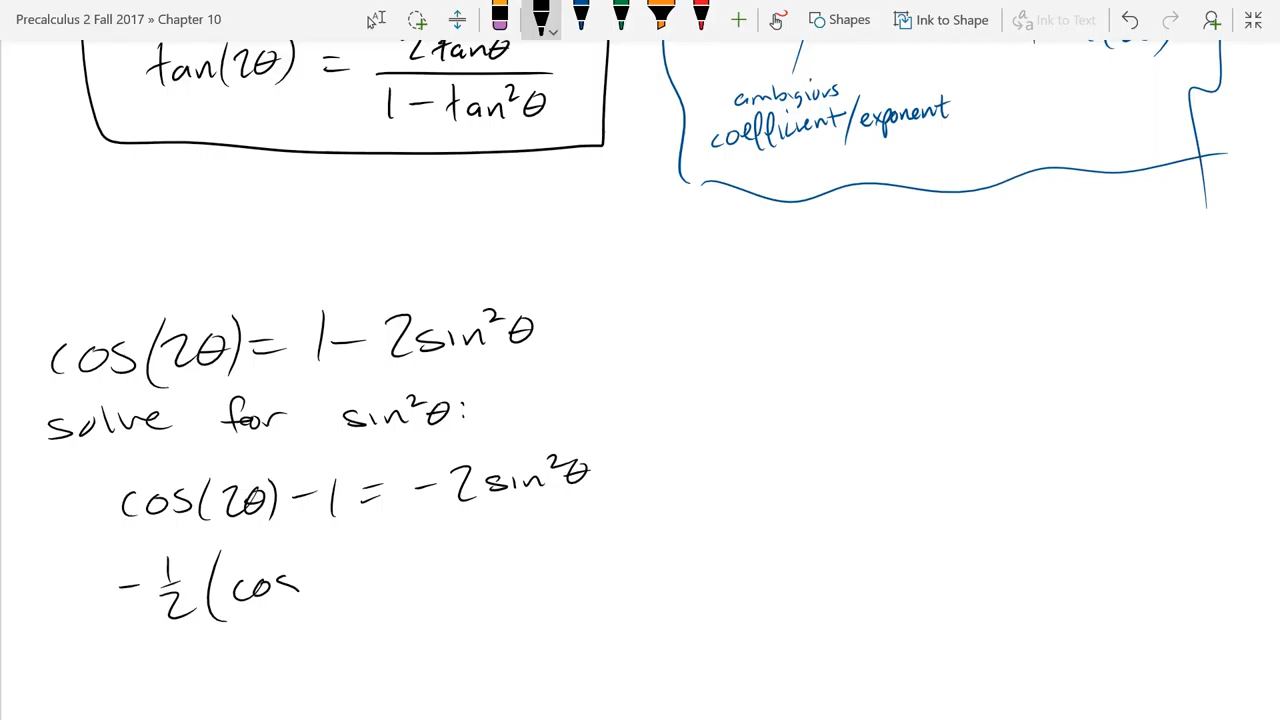 Precalculus 2 Fall 2017 » Chapter 10
Shapes
Ink to Shape
Ink to Text
tan(2θ) = 2tanθ / 1 − tan²θ
ambigiors
coefficient/exponent
cos(2θ) = 1 − 2sin²θ
solve for sin²θ:
cos(2θ) − 1 = −2sin²θ
−1/2 (cos